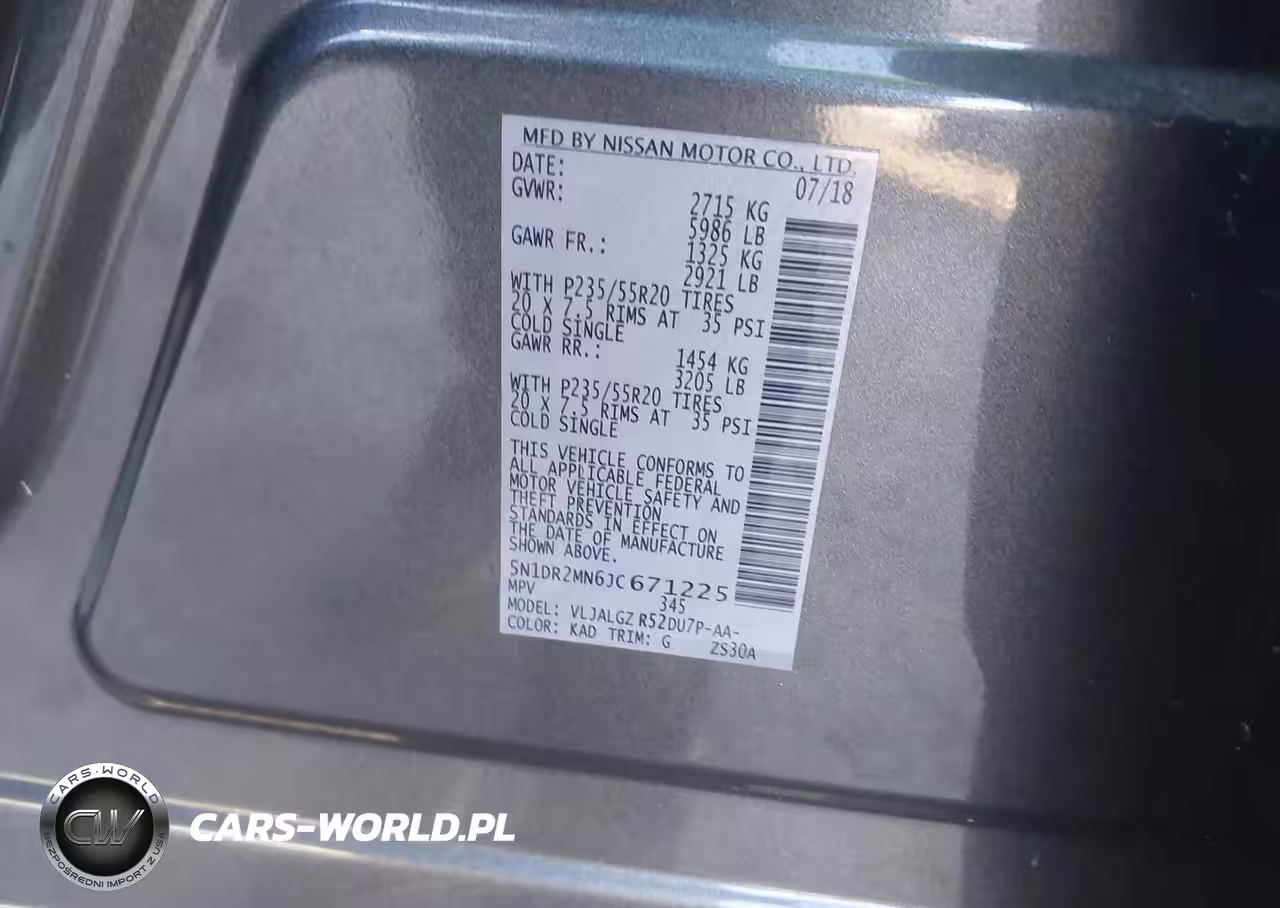 MFD BY NISSAN MOTOR CO., LTD.
DATE: 07/18
GVWR: 2715 KG
5986 LB
GAWR FR.: 1325 KG
2921 LB
WITH P235/55R20 TIRES
20 X 7.5 RIMS AT 35 PSI
COLD SINGLE
GAWR RR.: 1454 KG
3205 LB
WITH P235/55R20 TIRES
20 X 7.5 RIMS AT 35 PSI
COLD SINGLE
THIS VEHICLE CONFORMS TO
ALL APPLICABLE FEDERAL
MOTOR VEHICLE SAFETY AND
THEFT PREVENTION
STANDARDS IN EFFECT ON
THE DATE OF MANUFACTURE
SHOWN ABOVE.
5N1DR2MN6JC671225
MPV 345
MODEL: VLJALGZ R52DU7P-AA-
COLOR: KAD TRIM: G ZS30A
CARS-WORLD
CW
BEZPOŚREDNI IMPORT Z USA
CARS-WORLD.PL